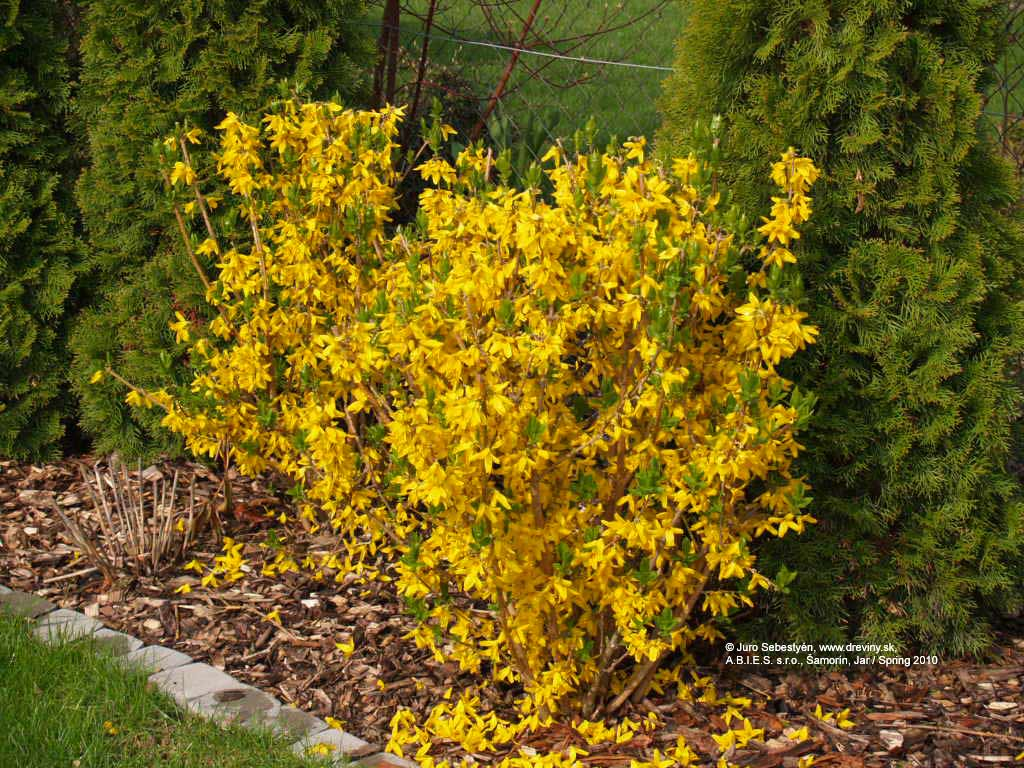 © Juro Sebestyén, www.dreviny.sk,
A.B.I.E.S. s.r.o., Šamorín, Jar / Spring 2010